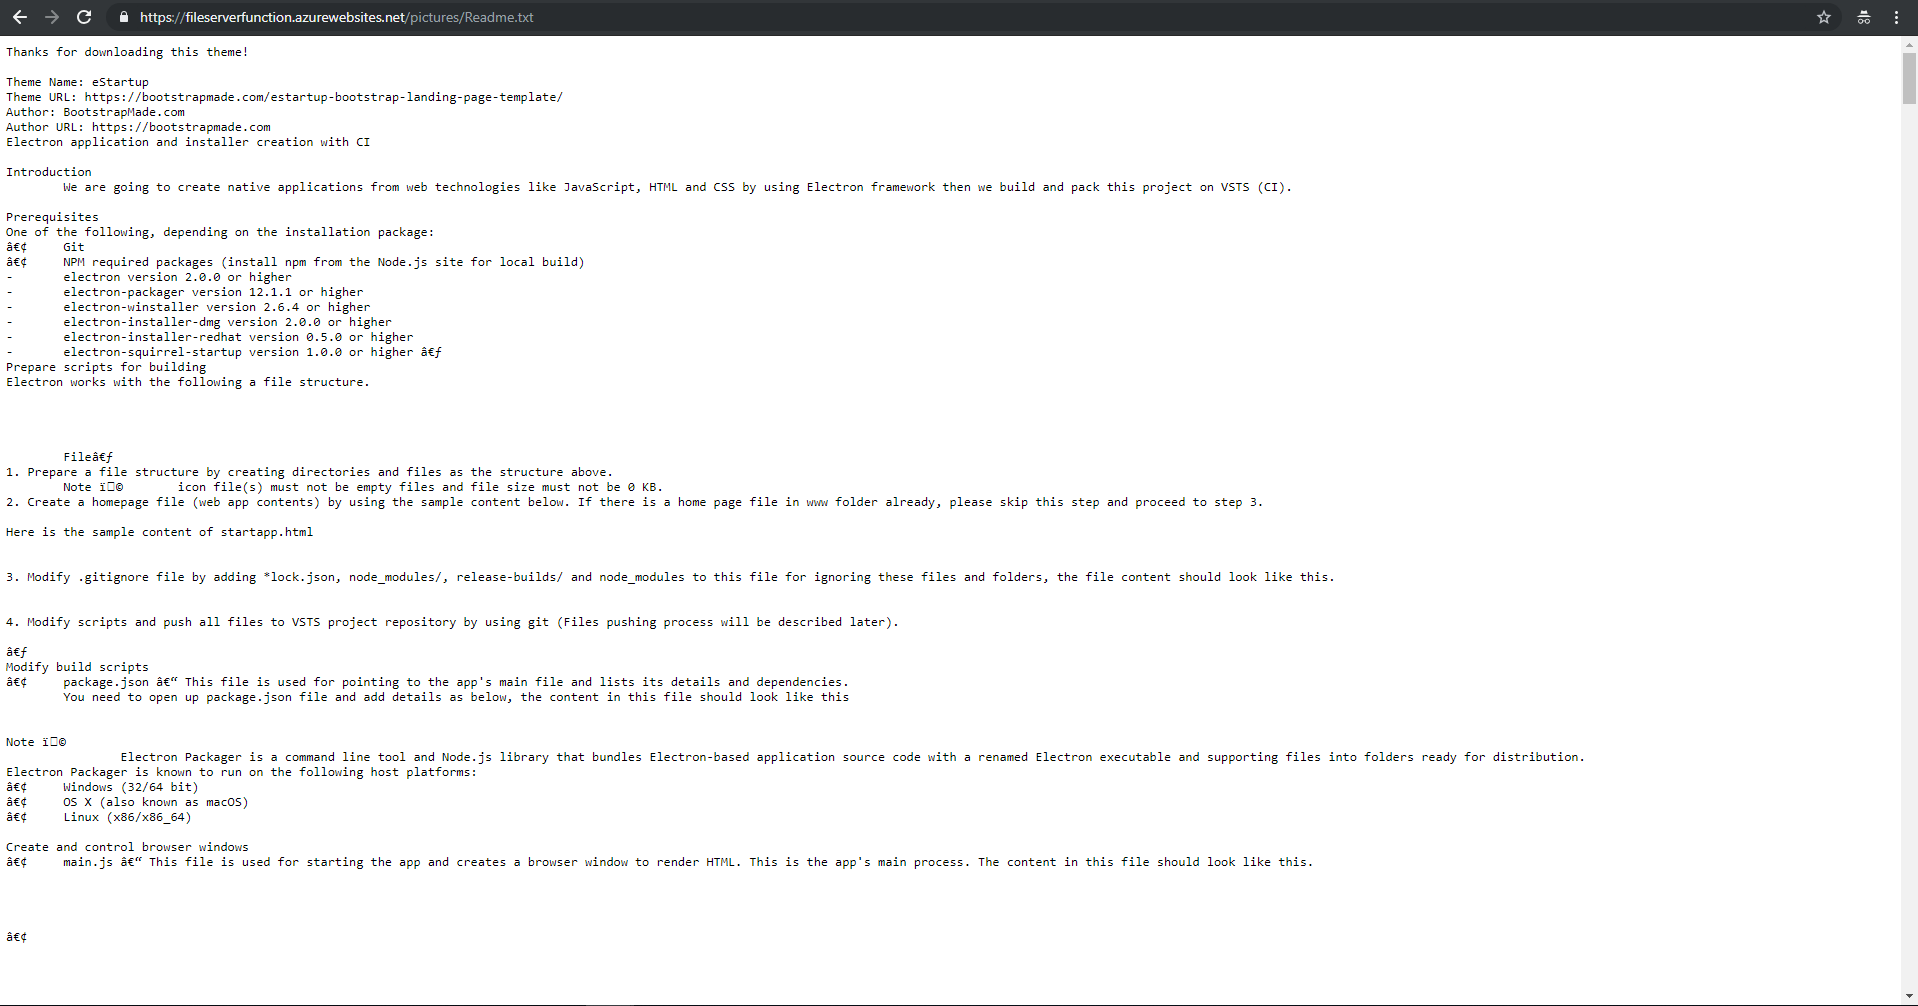 https://fileserverfunction.azurewebsites.net/pictures/Readme.txt
Thanks for downloading this theme!
Theme Name: eStartup
Theme URL: https://bootstrapmade.com/estartup-bootstrap-landing-page-template/
Author: BootstrapMade.com
Author URL: https://bootstrapmade.com
Electron application and installer creation with CI
Introduction
We are going to create native applications from web technologies like JavaScript, HTML and CSS by using Electron framework then we build and pack this project on VSTS (CI).
Prerequisites
One of the following, depending on the installation package:
â€¢ Git
â€¢ NPM required packages (install npm from the Node.js site for local build)
- electron version 2.0.0 or higher
- electron-packager version 12.1.1 or higher
- electron-winstaller version 2.6.4 or higher
- electron-installer-dmg version 2.0.0 or higher
- electron-installer-redhat version 0.5.0 or higher
- electron-squirrel-startup version 1.0.0 or higher â€ƒ
Prepare scripts for building
Electron works with the following a file structure.
Fileâ€ƒ
1. Prepare a file structure by creating directories and files as the structure above.
Note ï□© icon file(s) must not be empty files and file size must not be 0 KB.
2. Create a homepage file (web app contents) by using the sample content below. If there is a home page file in www folder already, please skip this step and proceed to step 3.
Here is the sample content of startapp.html
3. Modify .gitignore file by adding *lock.json, node_modules/, release-builds/ and node_modules to this file for ignoring these files and folders, the file content should look like this.
4. Modify scripts and push all files to VSTS project repository by using git (Files pushing process will be described later).
â€ƒ
Modify build scripts
â€¢ package.json â€“ This file is used for pointing to the app's main file and lists its details and dependencies.
You need to open up package.json file and add details as below, the content in this file should look like this
Note ï□©
Electron Packager is a command line tool and Node.js library that bundles Electron-based application source code with a renamed Electron executable and supporting files into folders ready for distribution.
Electron Packager is known to run on the following host platforms:
â€¢ Windows (32/64 bit)
â€¢ OS X (also known as macOS)
â€¢ Linux (x86/x86_64)
Create and control browser windows
â€¢ main.js â€“ This file is used for starting the app and creates a browser window to render HTML. This is the app's main process. The content in this file should look like this.
â€¢